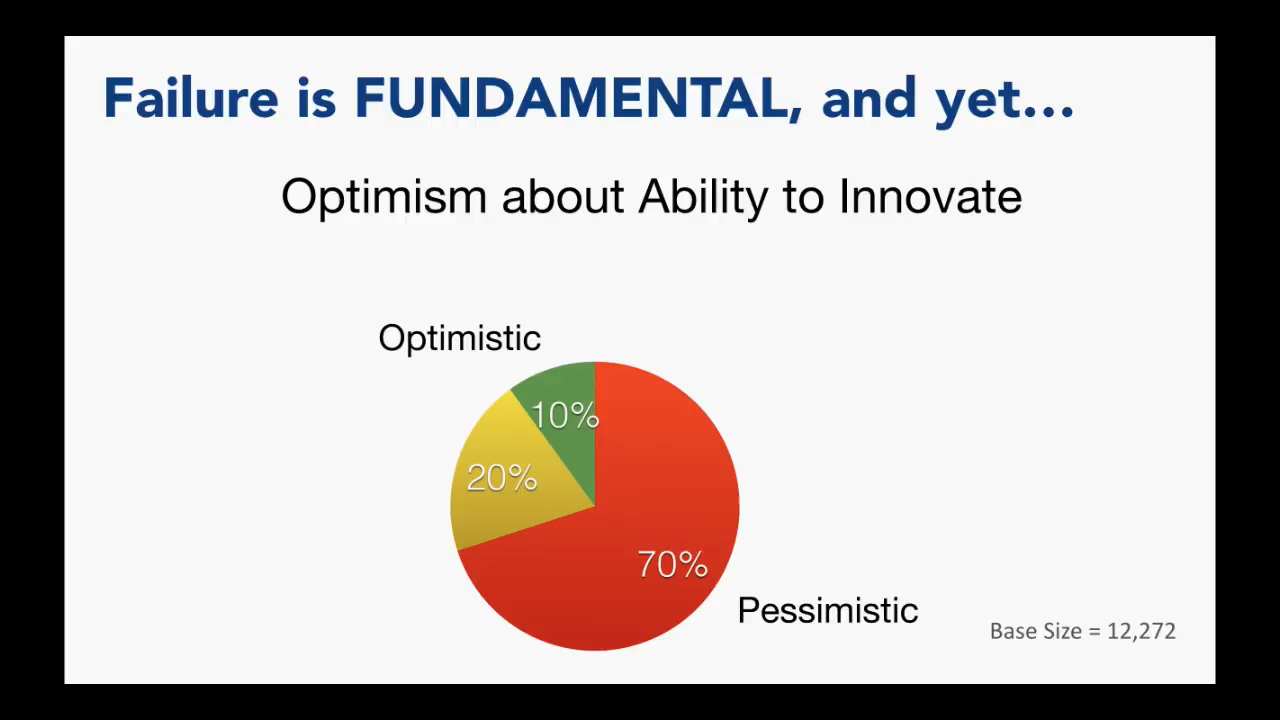 Failure is FUNDAMENTAL, and yet…
Optimism about Ability to Innovate
Optimistic
10%
20%
70%
Pessimistic
Base Size = 12,272